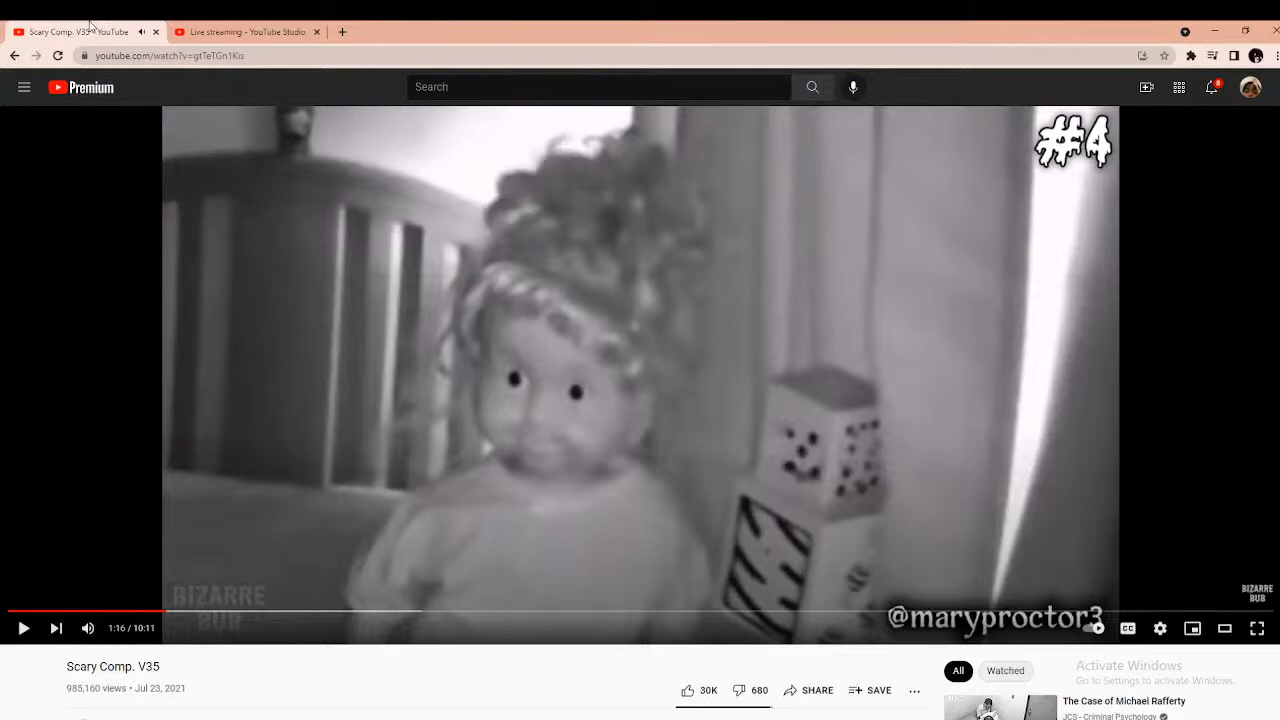 Scary Comp. V35 - YouTube
Live streaming - YouTube Studio
youtube.com/watch?v=gtTeTGn1Kis
Premium
Search
8
#4
BIZARRE
BUB
@maryproctor3
BIZARRE
BUB
1:16 / 10:11
CC
Scary Comp. V35
985,160 views • Jul 23, 2021
30K
680
SHARE
SAVE
All
Watched
Activate Windows
Go to Settings to activate Windows.
The Case of Michael Rafferty
JCS - Criminal Psychology